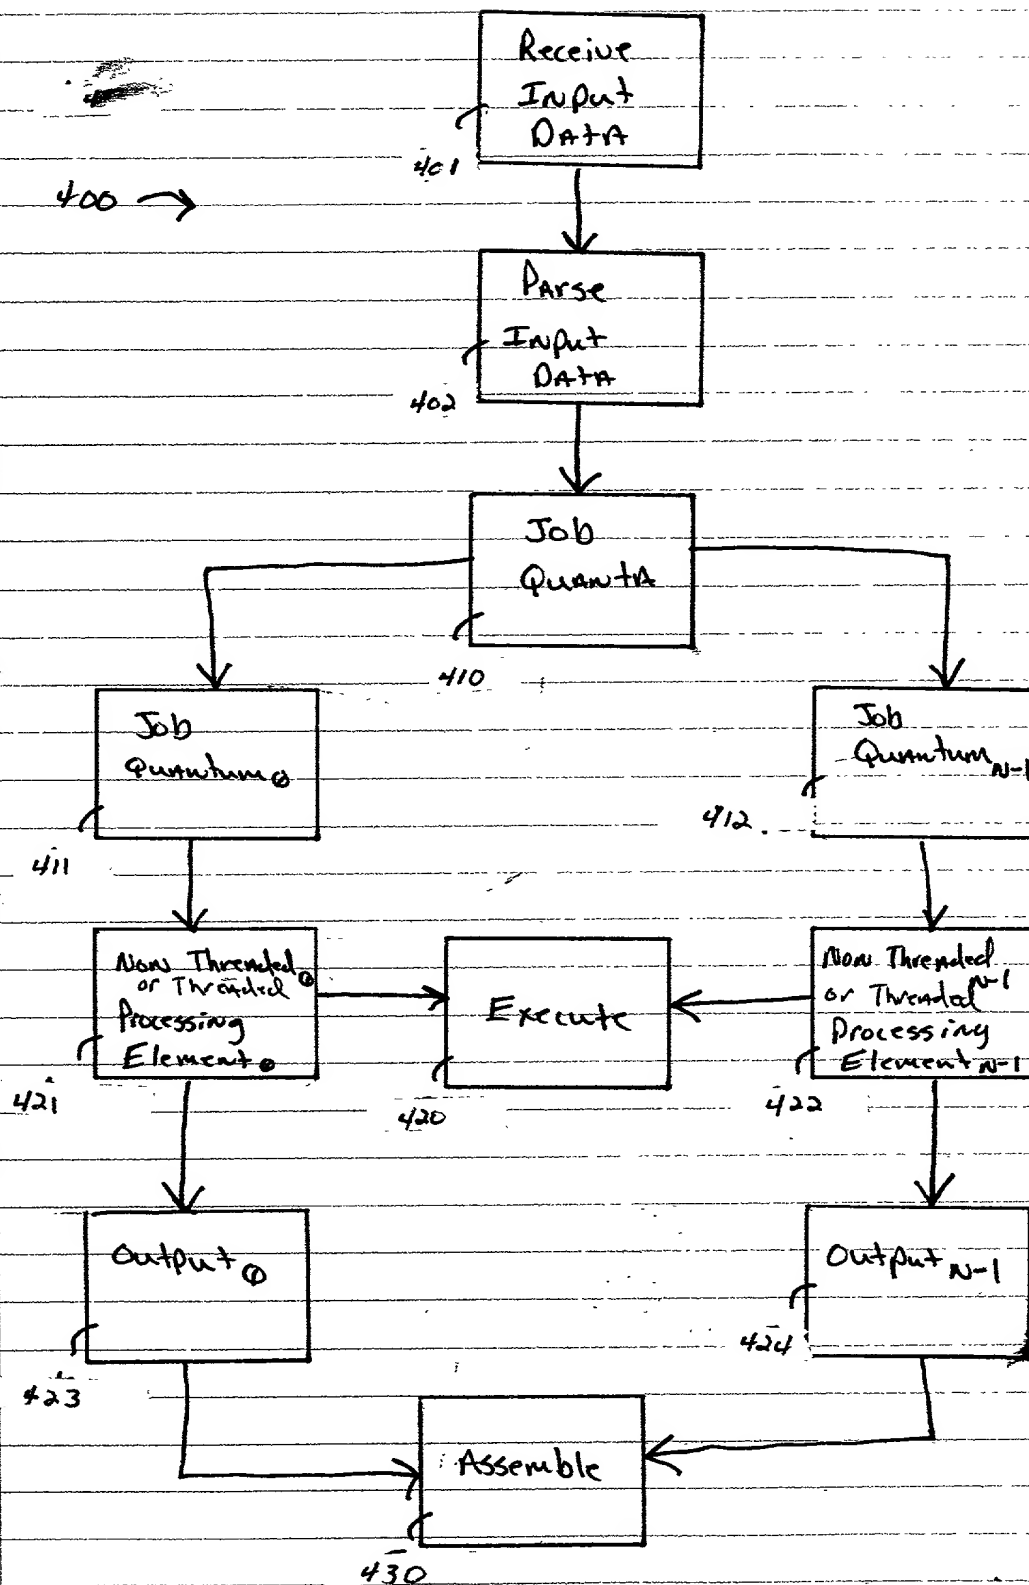 Receive
Input
Data
401
400
Parse
Input
Data
402
Job
Quanta
410
Job
Quantum0
411
Job
QuantumN-1
412
Non Threaded0
or Threaded
Processing
Element0
421
Execute
420
Non Threaded
or ThreadedN-1
Processing
ElementN-1
422
Output0
423
OutputN-1
424
Assemble
430